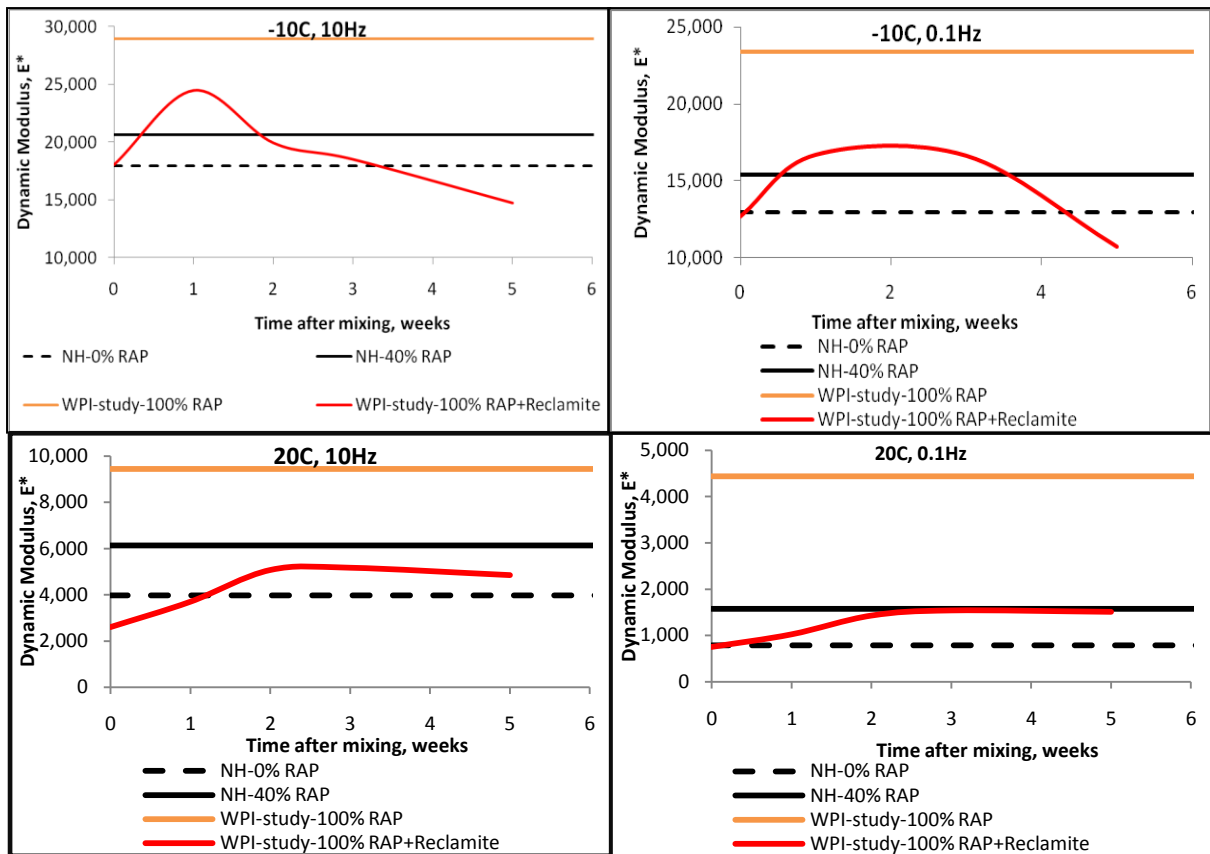 -10C, 10Hz
Dynamic Modulus, E*
30,000
25,000
20,000
15,000
10,000
0 1 2 3 4 5 6
Time after mixing, weeks
NH-0% RAP NH-40% RAP
WPI-study-100% RAP WPI-study-100% RAP+Reclamite
-10C, 0.1Hz
Dynamic Modulus, E*
25,000
20,000
15,000
10,000
0 2 4 6
Time after mixing, weeks
NH-0% RAP
NH-40% RAP
WPI-study-100% RAP
WPI-study-100% RAP+Reclamite
20C, 10Hz
Dynamic Modulus, E*
10,000
8,000
6,000
4,000
2,000
0
0 1 2 3 4 5 6
Time after mixing, weeks
NH-0% RAP
NH-40% RAP
WPI-study-100% RAP
WPI-study-100% RAP+Reclamite
20C, 0.1Hz
Dynamic Modulus, E*
5,000
4,000
3,000
2,000
1,000
0
0 1 2 3 4 5 6
Time after mixing, weeks
NH-0% RAP
NH-40% RAP
WPI-study-100% RAP
WPI-study-100% RAP+Reclamite